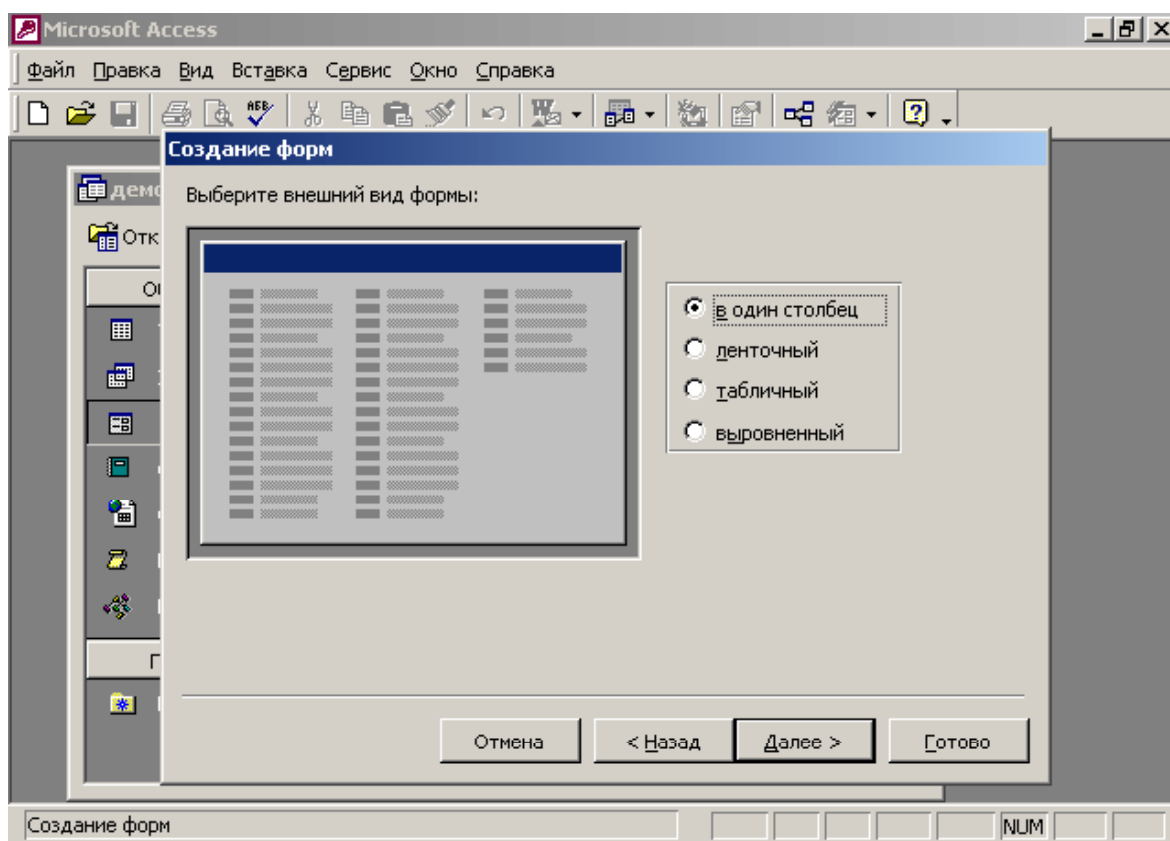 Microsoft Access
Файл Правка Вид Вставка Сервис Окно Справка
Создание форм
Выберите внешний вид формы:
в один столбец
ленточный
табличный
выровненный
Отмена
< Назад
Далее >
Готово
Создание форм
NUM